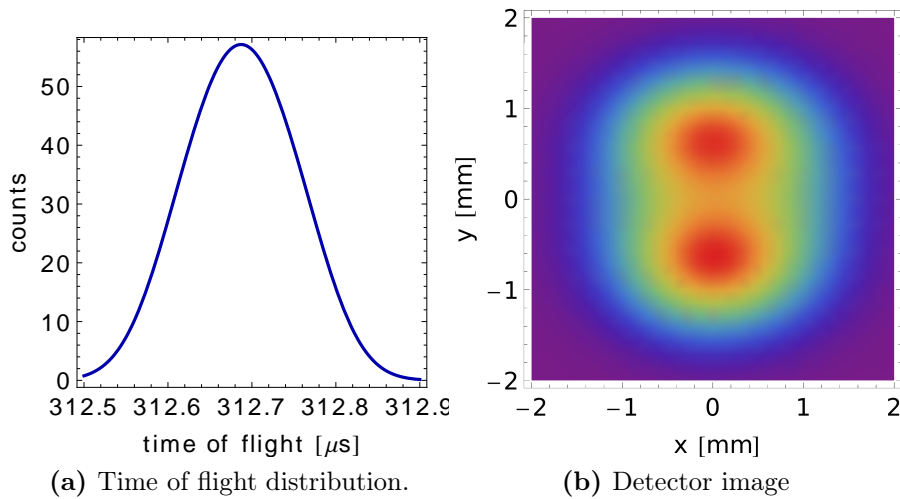 counts
50
40
30
20
10
0
312.5 312.6 312.7 312.8 312.9
time of flight [μs]
(a) Time of flight distribution.
y [mm]
2
1
0
−1
−2
−2 −1 0 1 2
x [mm]
(b) Detector image